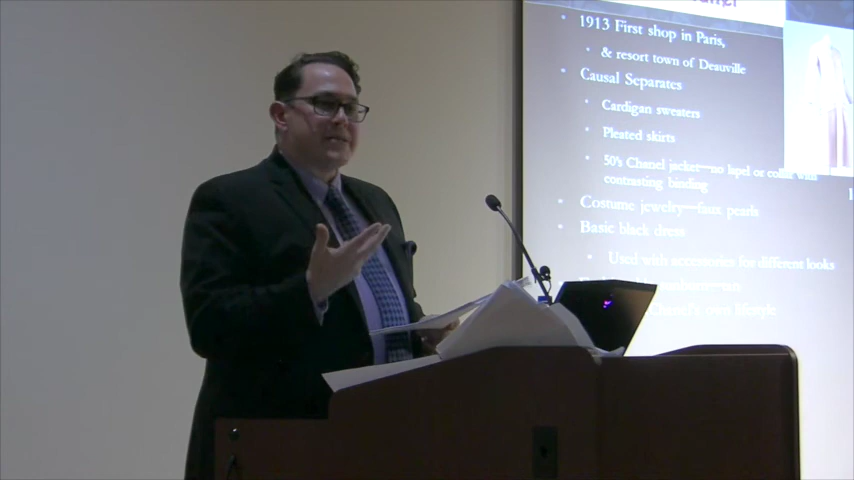 1913 First shop in Paris,
& resort town of Deauville
Causal Separates
Cardigan sweaters
Pleated skirts
50's Chanel jacket—no lapel or collar with
contrasting binding
Costume jewelry—faux pearls
Basic black dress
Used with accessories for different looks
own lifestyle